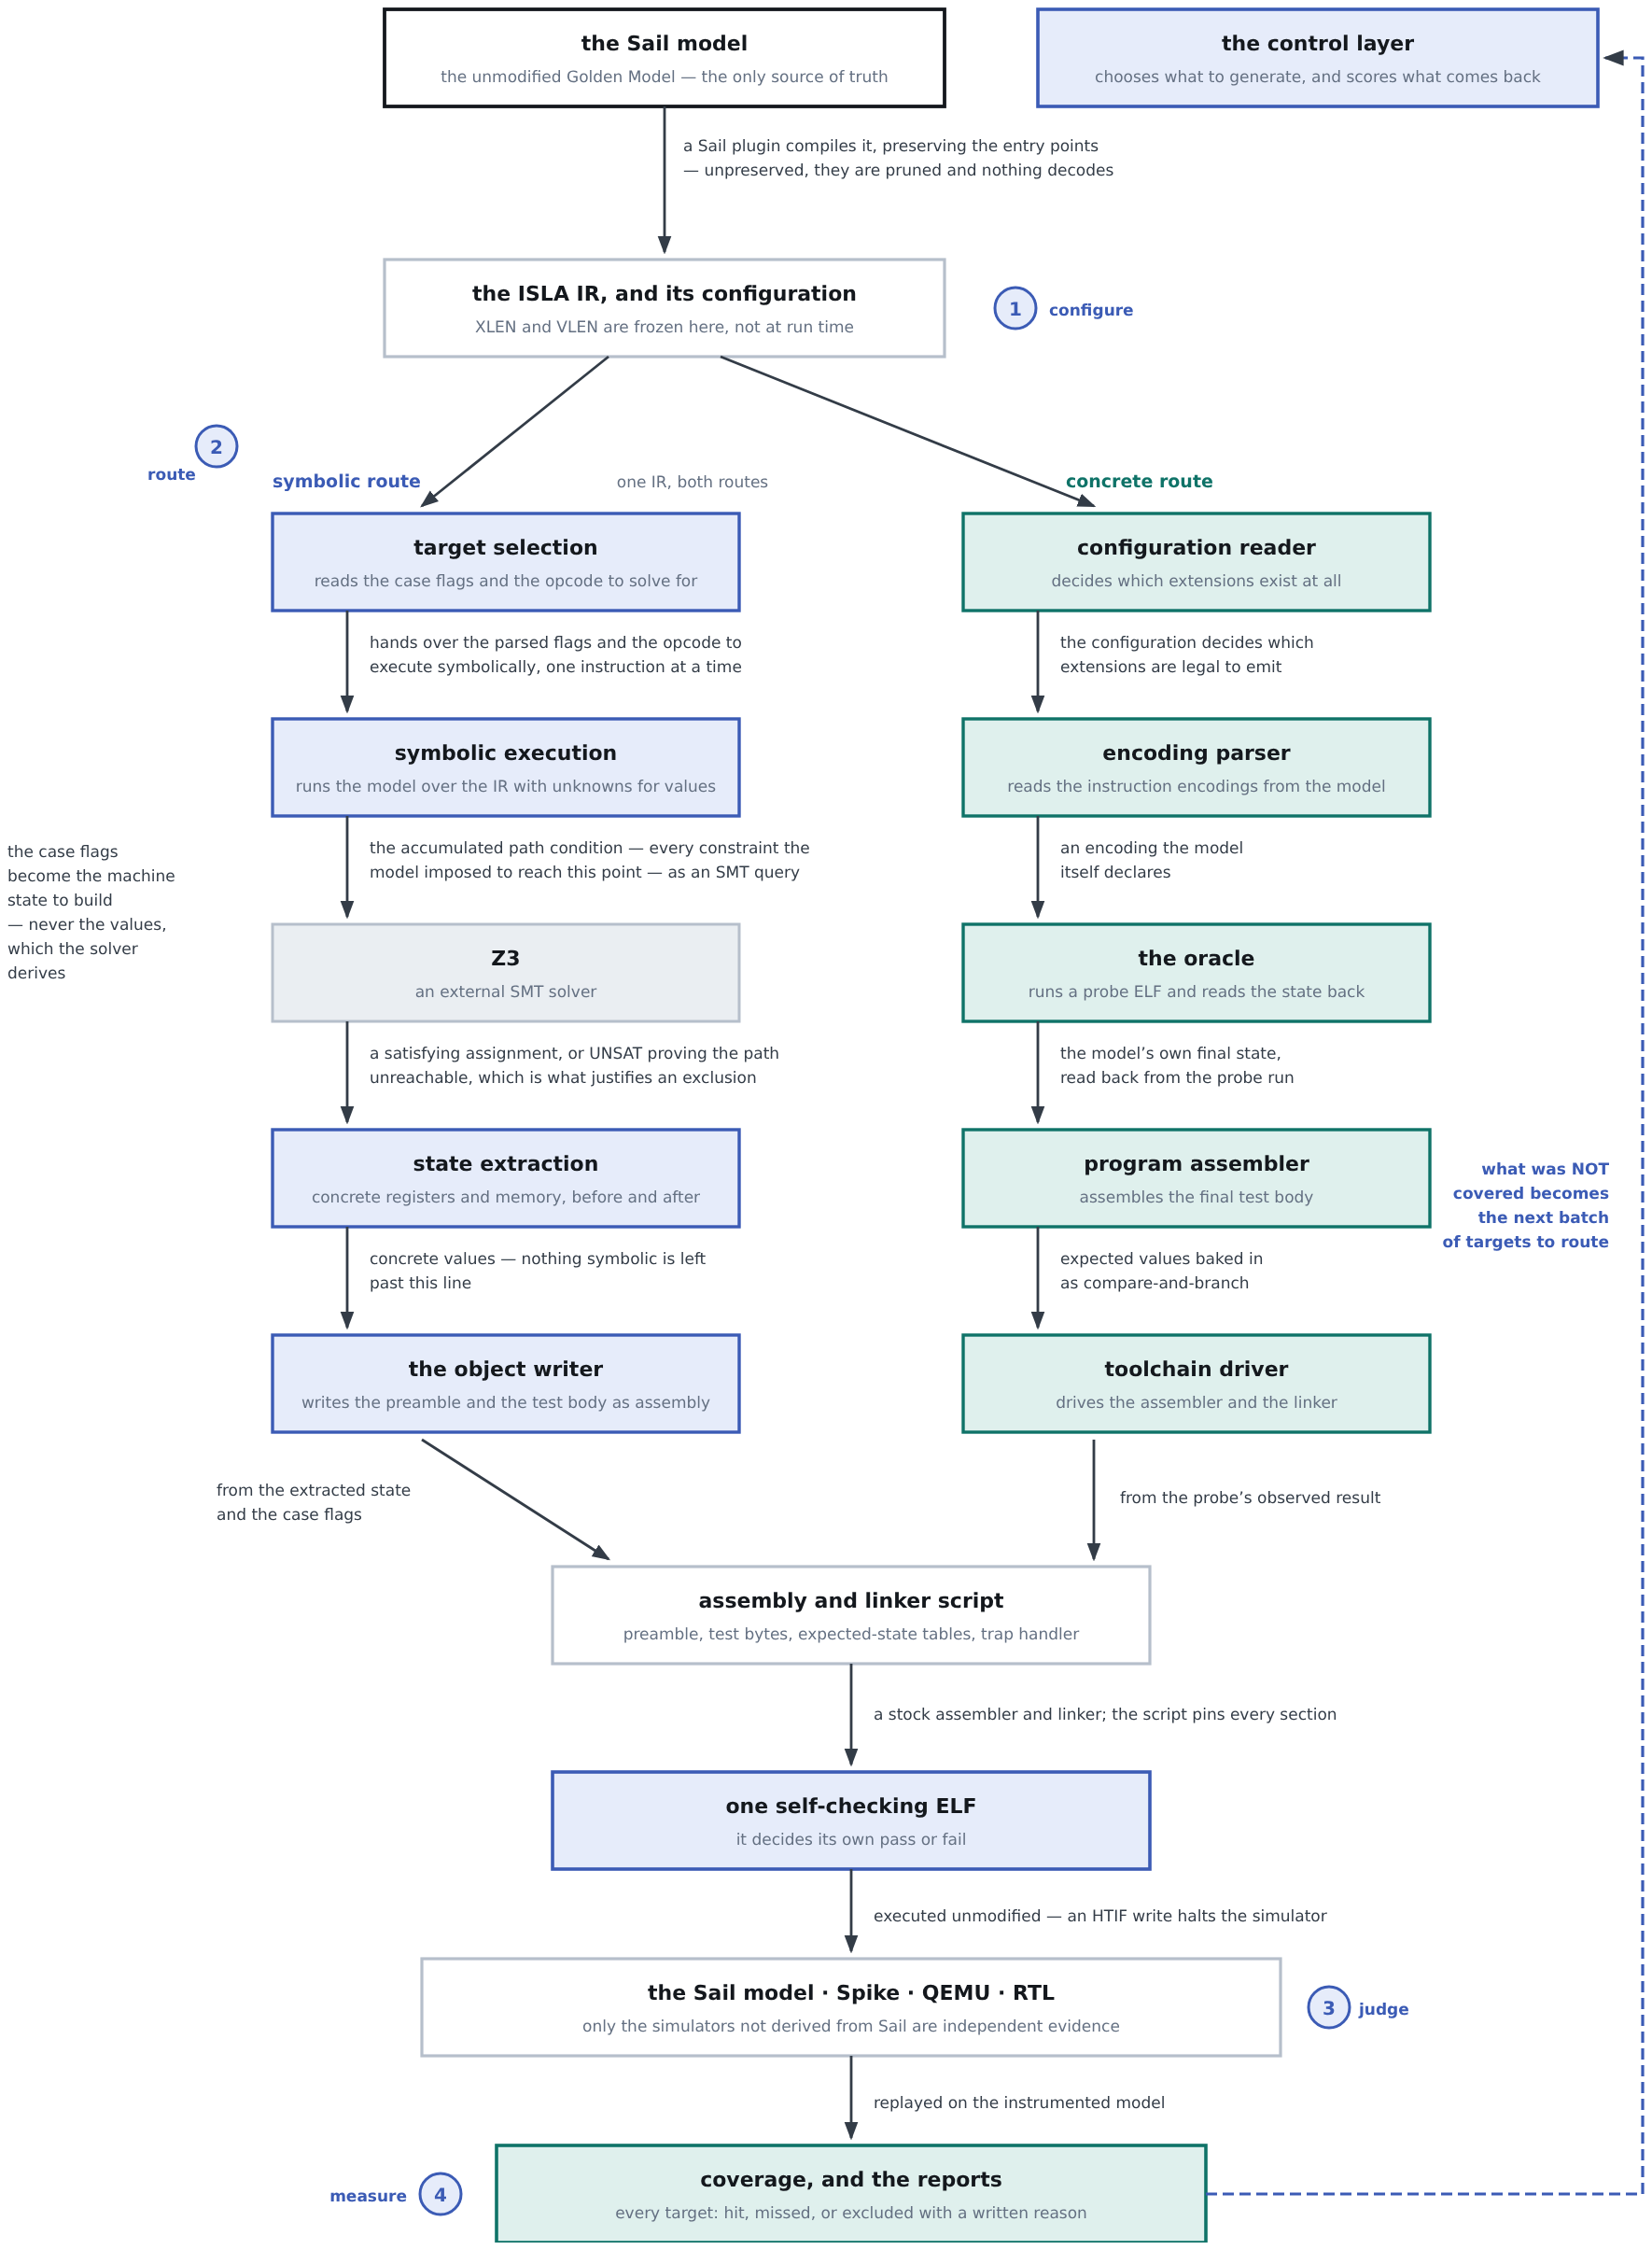 the Sail model
the unmodified Golden Model — the only source of truth
the control layer
chooses what to generate, and scores what comes back
a Sail plugin compiles it, preserving the entry points
— unpreserved, they are pruned and nothing decodes
the ISLA IR, and its configuration
XLEN and VLEN are frozen here, not at run time
1
configure
2
route
symbolic route
one IR, both routes
concrete route
target selection
reads the case flags and the opcode to solve for
configuration reader
decides which extensions exist at all
hands over the parsed flags and the opcode to
execute symbolically, one instruction at a time
the configuration decides which
extensions are legal to emit
symbolic execution
runs the model over the IR with unknowns for values
encoding parser
reads the instruction encodings from the model
the case flags
become the machine
state to build
— never the values,
which the solver
derives
the accumulated path condition — every constraint the
model imposed to reach this point — as an SMT query
an encoding the model
itself declares
Z3
an external SMT solver
the oracle
runs a probe ELF and reads the state back
a satisfying assignment, or UNSAT proving the path
unreachable, which is what justifies an exclusion
the model’s own final state,
read back from the probe run
state extraction
concrete registers and memory, before and after
program assembler
assembles the final test body
what was NOT
covered becomes
the next batch
of targets to route
concrete values — nothing symbolic is left
past this line
expected values baked in
as compare-and-branch
the object writer
writes the preamble and the test body as assembly
toolchain driver
drives the assembler and the linker
from the extracted state
and the case flags
from the probe’s observed result
assembly and linker script
preamble, test bytes, expected-state tables, trap handler
a stock assembler and linker; the script pins every section
one self-checking ELF
it decides its own pass or fail
executed unmodified — an HTIF write halts the simulator
the Sail model · Spike · QEMU · RTL
only the simulators not derived from Sail are independent evidence
3
judge
replayed on the instrumented model
measure
4
coverage, and the reports
every target: hit, missed, or excluded with a written reason